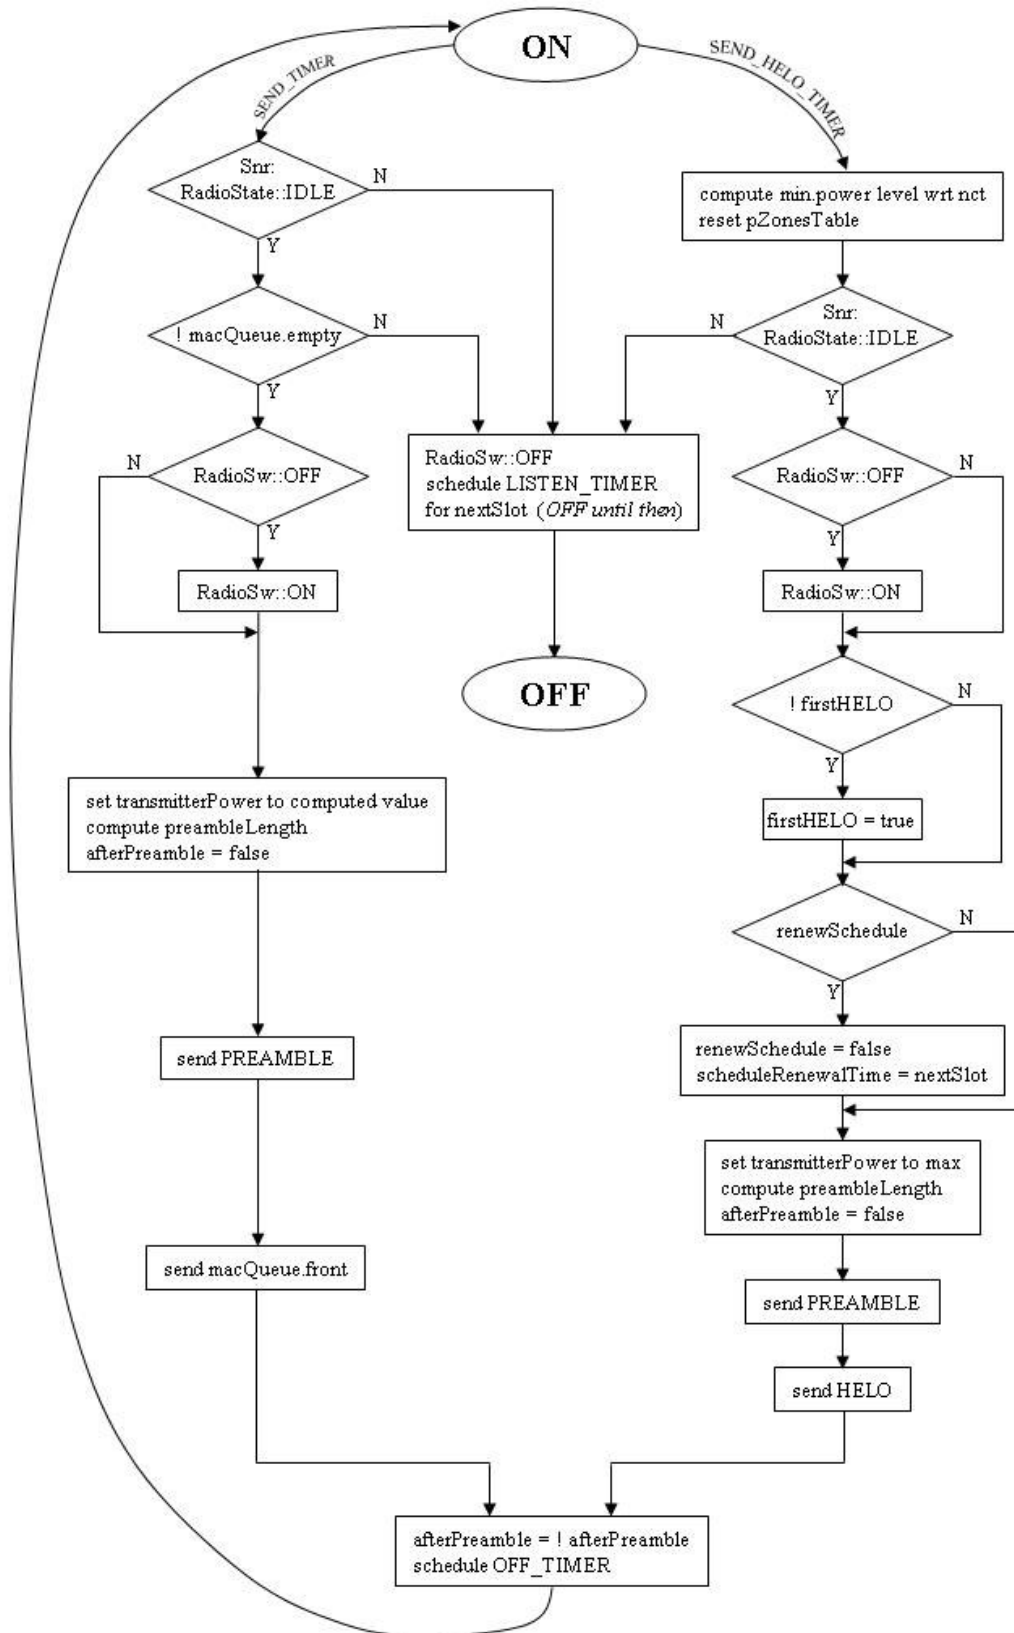 ON
SEND_TIMER
SEND_HELO_TIMER
Snr:
RadioState::IDLE
N
Y
compute min.power level wrt nct
reset pZonesTable
! macQueue.empty
N
Y
Snr:
RadioState::IDLE
N
Y
RadioSw::OFF
N
Y
RadioSw::OFF
schedule LISTEN_TIMER
for nextSlot (OFF until then)
RadioSw::OFF
N
Y
RadioSw::ON
RadioSw::ON
OFF
! firstHELO
N
Y
firstHELO = true
set transmitterPower to computed value
compute preambleLength
afterPreamble = false
renewSchedule
N
Y
send PREAMBLE
renewSchedule = false
scheduleRenewalTime = nextSlot
set transmitterPower to max
compute preambleLength
afterPreamble = false
send macQueue.front
send PREAMBLE
send HELO
afterPreamble = ! afterPreamble
schedule OFF_TIMER